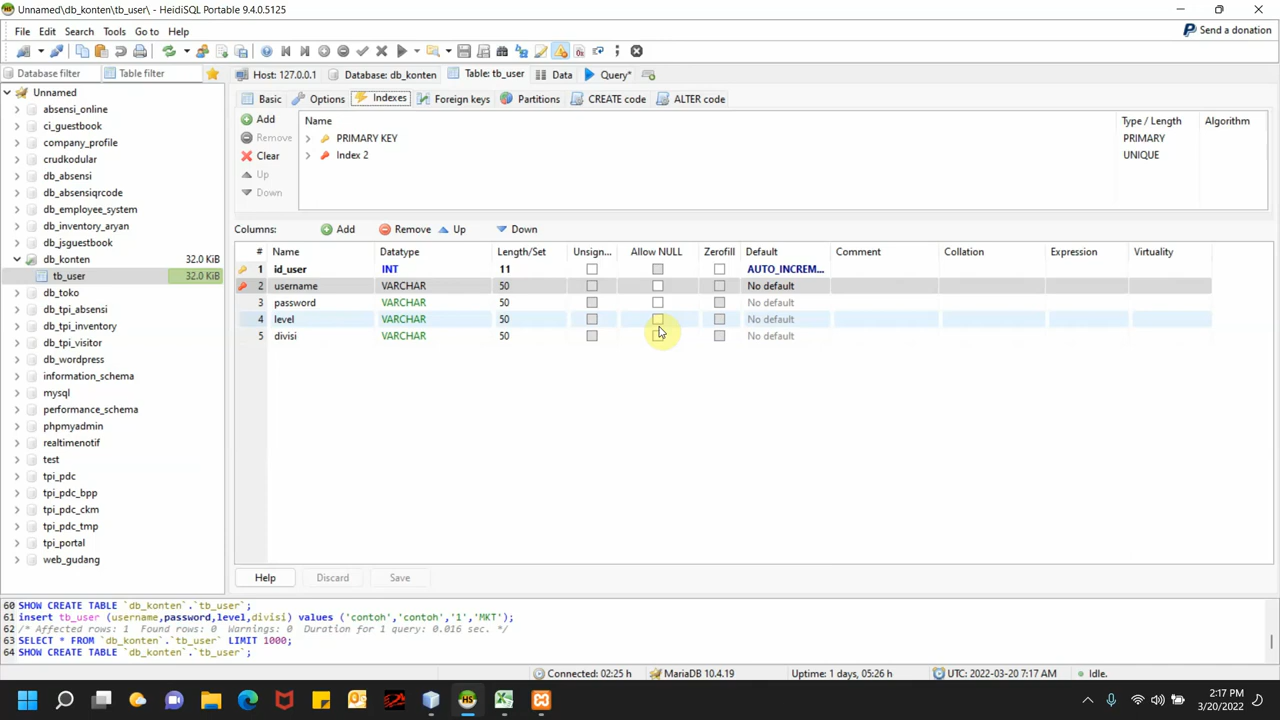 Unnamed\db_konten\tb_user\ - HeidiSQL Portable 9.4.0.5125
File Edit Search Tools Go to Help
Send a donation
Database filter Table filter
Host: 127.0.0.1 Database: db_konten Table: tb_user Data Query*
Basic Options Indexes Foreign keys Partitions CREATE code ALTER code
Add
Remove
Clear
Up
Down
Name Type / Length Algorithm
PRIMARY KEY PRIMARY
Index 2 UNIQUE
Columns: Add Remove Up Down
# Name Datatype Length/Set Unsign... Allow NULL Zerofill Default Comment Collation Expression Virtuality
1 id_user INT 11 AUTO_INCREM...
2 username VARCHAR 50 No default
3 password VARCHAR 50 No default
4 level VARCHAR 50 No default
5 divisi VARCHAR 50 No default
Unnamed
absensi_online
ci_guestbook
company_profile
crudkodular
db_absensi
db_absensiqrcode
db_employee_system
db_inventory_aryan
db_jsguestbook
db_konten 32.0 KiB
tb_user 32.0 KiB
db_toko
db_tpi_absensi
db_tpi_inventory
db_tpi_visitor
db_wordpress
information_schema
mysql
performance_schema
phpmyadmin
realtimenotif
test
tpi_pdc
tpi_pdc_bpp
tpi_pdc_ckm
tpi_pdc_tmp
tpi_portal
web_gudang
Help Discard Save
60 SHOW CREATE TABLE `db_konten`.`tb_user`;
61 insert tb_user (username,password,level,divisi) values ('contoh','contoh','1','MKT');
62 /* Affected rows: 1 Found rows: 0 Warnings: 0 Duration for 1 query: 0.016 sec. */
63 SELECT * FROM `db_konten`.`tb_user` LIMIT 1000;
64 SHOW CREATE TABLE `db_konten`.`tb_user`;
Connected: 02:25 h MariaDB 10.4.19 Uptime: 1 days, 05:26 h UTC: 2022-03-20 7:17 AM Idle.
2:17 PM
3/20/2022